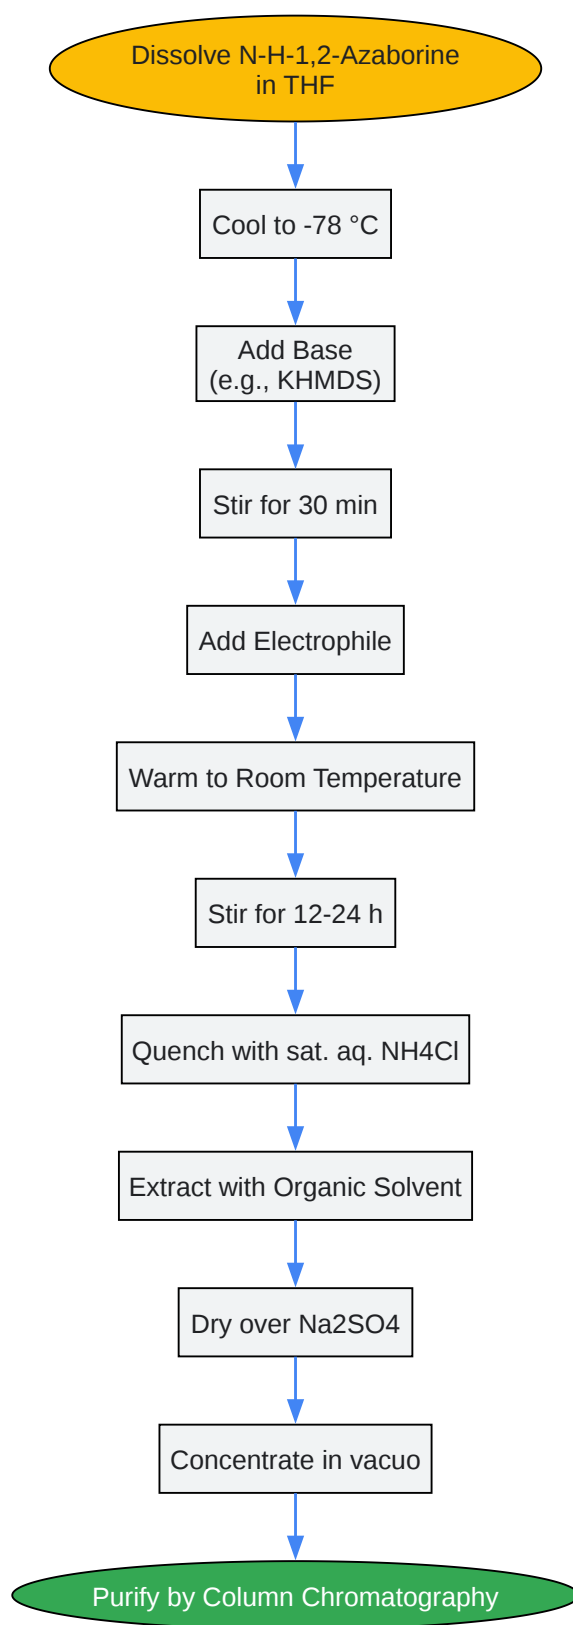 Dissolve N-H-1,2-Azaborine
in THF
Cool to -78 °C
Add Base
(e.g., KHMDS)
Stir for 30 min
Add Electrophile
Warm to Room Temperature
Stir for 12-24 h
Quench with sat. aq. NH4Cl
Extract with Organic Solvent
Dry over Na2SO4
Concentrate in vacuo
Purify by Column Chromatography